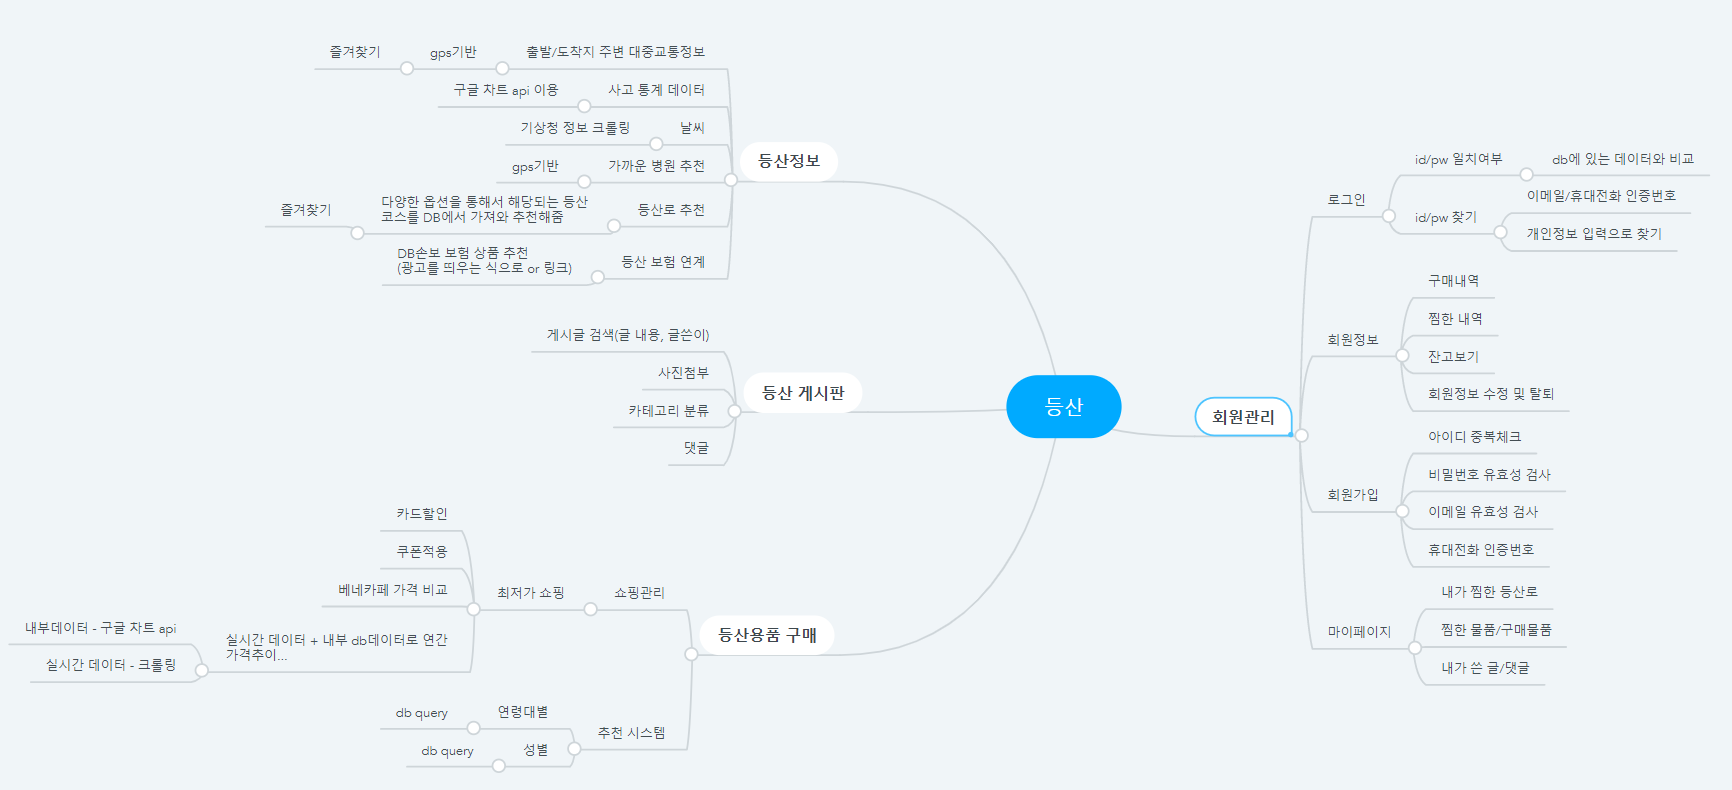 등산
등산정보
출발/도착지 주변 대중교통정보
gps기반
즐겨찾기
사고 통계 데이터
구글 차트 api 이용
날씨
기상청 정보 크롤링
가까운 병원 추천
gps기반
등산로 추천
다양한 옵션을 통해서 해당되는 등산
코스를 DB에서 가져와 추천해줌
즐겨찾기
등산 보험 연계
DB손보 보험 상품 추천
(광고를 띄우는 식으로 or 링크)
등산 게시판
게시글 검색(글 내용, 글쓴이)
사진첨부
카테고리 분류
댓글
등산용품 구매
쇼핑관리
최저가 쇼핑
카드할인
쿠폰적용
베네카페 가격 비교
실시간 데이터 + 내부 db데이터로 연간
가격추이...
내부데이터 - 구글 차트 api
실시간 데이터 - 크롤링
추천 시스템
연령대별
db query
성별
db query
회원관리
로그인
id/pw 일치여부
db에 있는 데이터와 비교
id/pw 찾기
이메일/휴대전화 인증번호
개인정보 입력으로 찾기
회원정보
구매내역
찜한 내역
잔고보기
회원정보 수정 및 탈퇴
회원가입
아이디 중복체크
비밀번호 유효성 검사
이메일 유효성 검사
휴대전화 인증번호
마이페이지
내가 찜한 등산로
찜한 물품/구매물품
내가 쓴 글/댓글